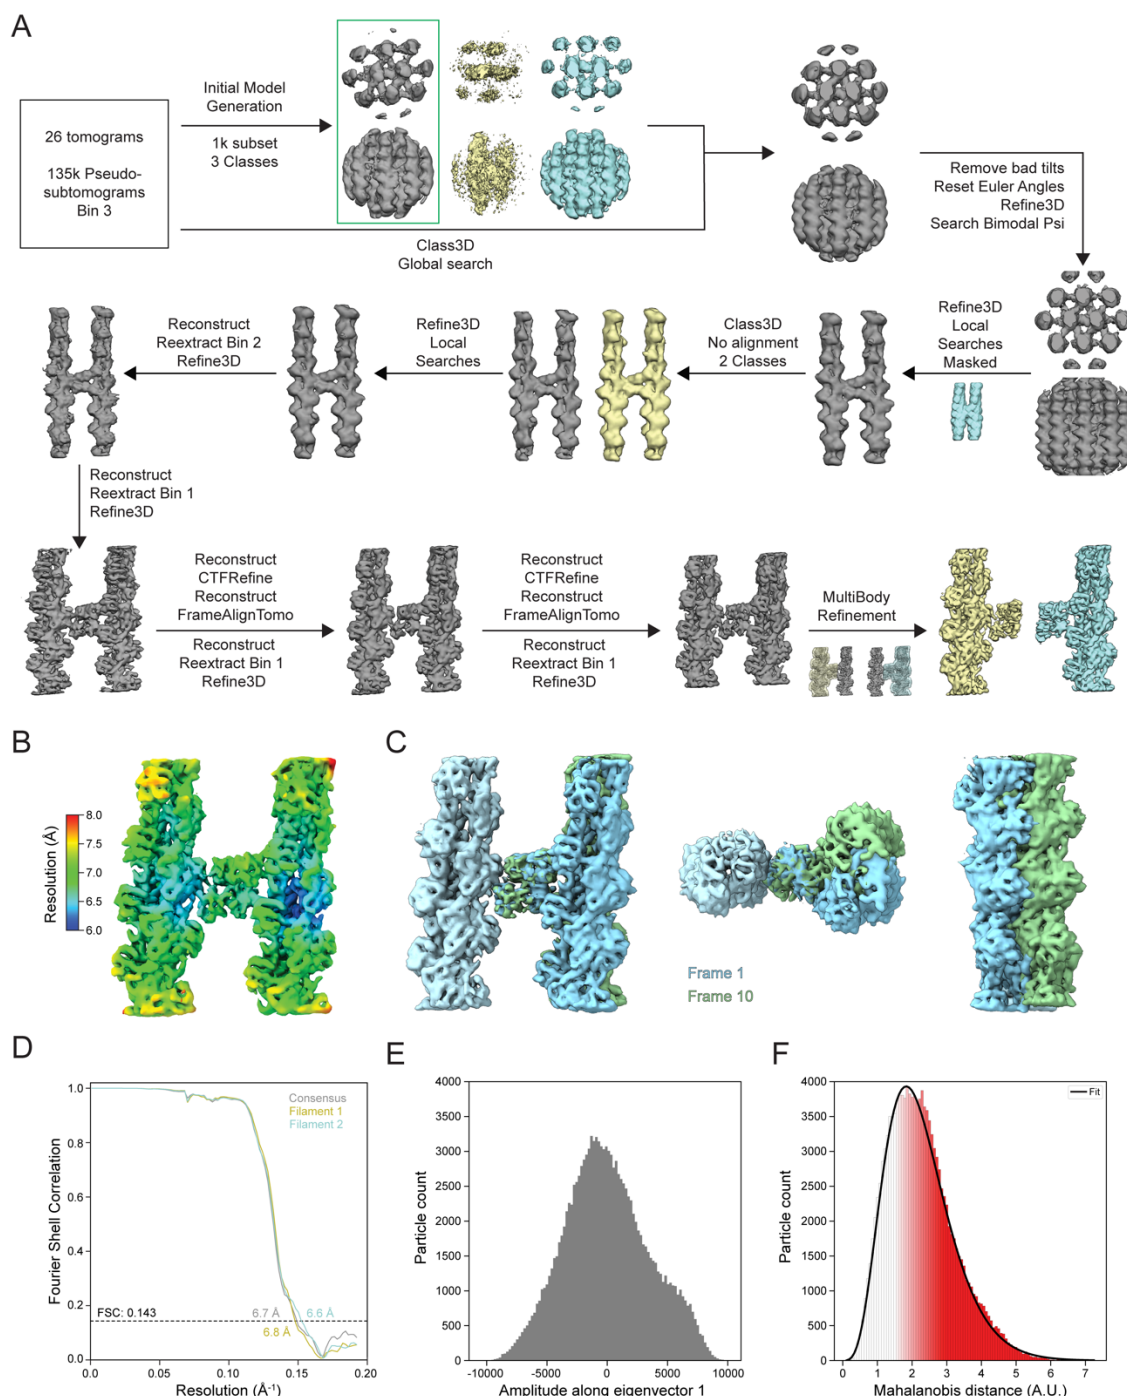 A
26 tomograms
135k Pseudo-
subtomograms
Bin 3
Initial Model
Generation
1k subset
3 Classes
Class3D
Global search
Remove bad tilts
Reset Euler Angles
Refine3D
Search Bimodal Psi
Reconstruct
Reextract Bin 2
Refine3D
Refine3D
Local
Searches
Class3D
No alignment
2 Classes
Refine3D
Local
Searches
Masked
Reconstruct
Reextract Bin 1
Refine3D
Reconstruct
CTFRefine
Reconstruct
FrameAlignTomo
Reconstruct
Reextract Bin 1
Refine3D
Reconstruct
CTFRefine
Reconstruct
FrameAlignTomo
Reconstruct
Reextract Bin 1
Refine3D
MultiBody
Refinement
B
Resolution (Å)
8.0
7.5
7.0
6.5
6.0
C
Frame 1
Frame 10
D
Fourier Shell Correlation
1.0
0.8
0.6
0.4
0.2
0.0
Consensus
Filament 1
Filament 2
FSC: 0.143
6.7 Å
6.6 Å
6.8 Å
0.0
0.05
0.10
0.15
0.20
Resolution (Å⁻¹)
E
Particle count
4000
3500
3000
2500
2000
1500
1000
500
0
-10000
-5000
0
5000
10000
Amplitude along eigenvector 1
F
Particle count
4000
3500
3000
2500
2000
1500
1000
500
0
Fit
0
1
2
3
4
5
6
7
Mahalanobis distance (A.U.)